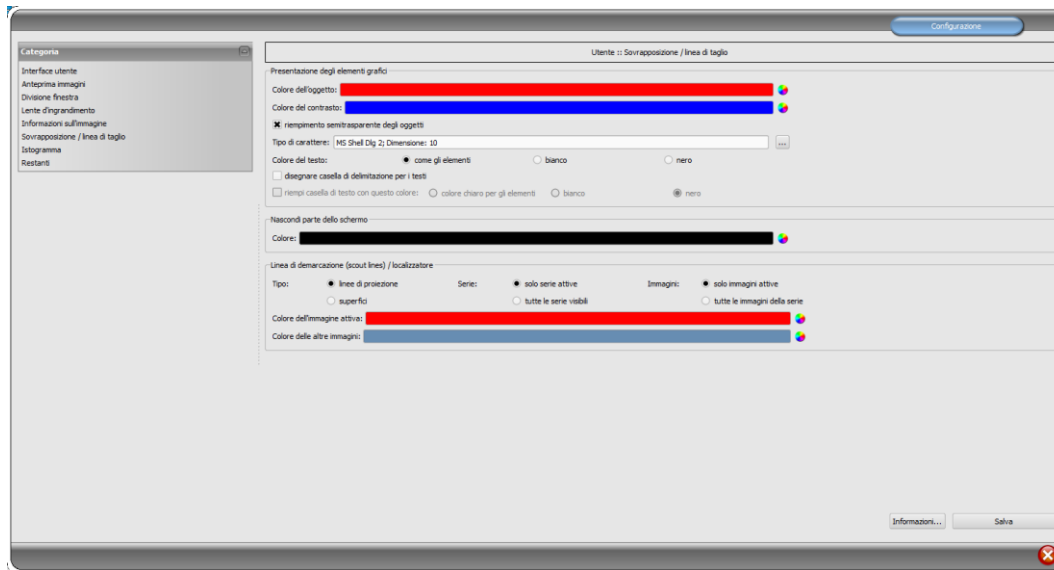 Configurazione
Categoria
Interface utente
Anteprima immagini
Divisione finestra
Lente d'ingrandimento
Informazioni sull'immagine
Sovrapposizione / linea di taglio
Istogramma
Restanti
Utente :: Sovrapposizione / linea di taglio
Presentazione degli elementi grafici
Colore dell'oggetto:
Colore del contrasto:
riempimento semitrasparente degli oggetti
Tipo di carattere: MS Shell Dlg 2; Dimensione: 10 ...
Colore del testo: come gli elementi bianco nero
disegnare casella di delimitazione per i testi
riempi casella di testo con questo colore: colore chiaro per gli elementi bianco nero
Nascondi parte dello schermo
Colore:
Linea di demarcazione (scout lines) / localizzatore
Tipo: linee di proiezione Serie: solo serie attive Immagini: solo immagini attive
superfici tutte le serie visibili tutte le immagini della serie
Colore dell'immagine attiva:
Colore delle altre immagini:
Informazioni... Salva